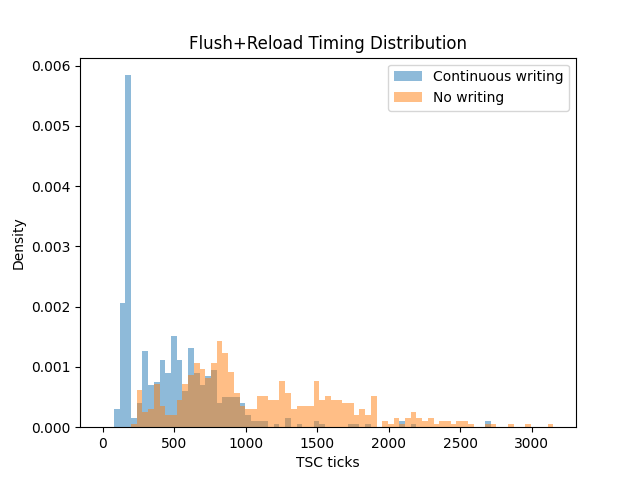 Flush+Reload Timing Distribution
Continuous writing
No writing
Density
0.006
0.005
0.004
0.003
0.002
0.001
0.000
0
500
1000
1500
2000
2500
3000
TSC ticks